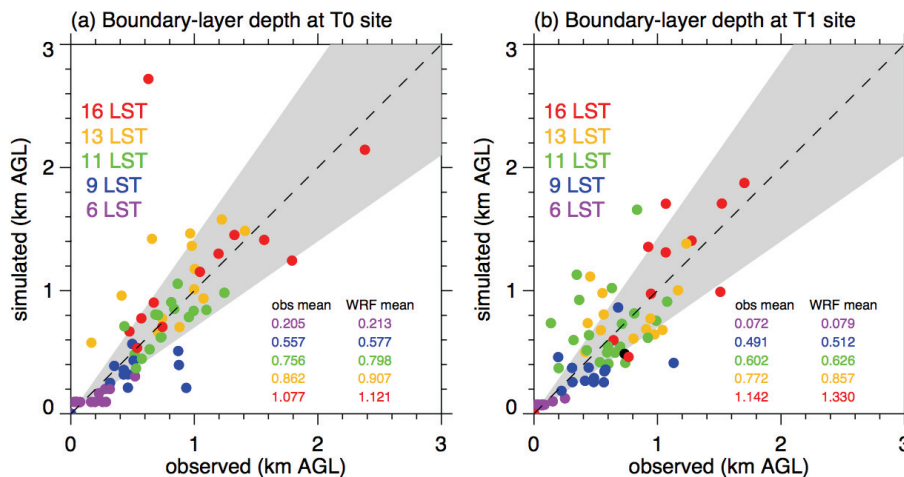 (a) Boundary-layer depth at T0 site
3
16 LST
13 LST
11 LST
9 LST
6 LST
2
simulated (km AGL)
1
obs mean WRF mean
0.205 0.213
0.557 0.577
0.756 0.798
0.862 0.907
1.077 1.121
0
0 1 2 3
observed (km AGL)
(b) Boundary-layer depth at T1 site
3
16 LST
13 LST
11 LST
9 LST
6 LST
2
simulated (km AGL)
1
obs mean WRF mean
0.072 0.079
0.491 0.512
0.602 0.626
0.772 0.857
1.142 1.330
0
0 1 2 3
observed (km AGL)